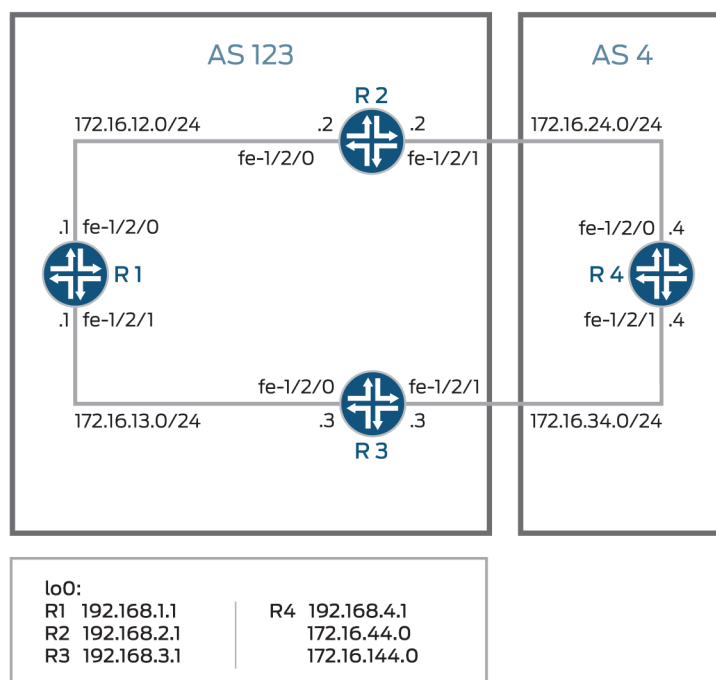 AS 123
AS 4
R 2
172.16.12.0/24
.2
.2
172.16.24.0/24
fe-1/2/0
fe-1/2/1
.1 fe-1/2/0
fe-1/2/0 .4
R 1
R 4
.1 fe-1/2/1
fe-1/2/1 .4
fe-1/2/0
fe-1/2/1
172.16.13.0/24
.3
.3
172.16.34.0/24
R 3
lo0:
R1 192.168.1.1
R2 192.168.2.1
R3 192.168.3.1
R4 192.168.4.1
172.16.44.0
172.16.144.0